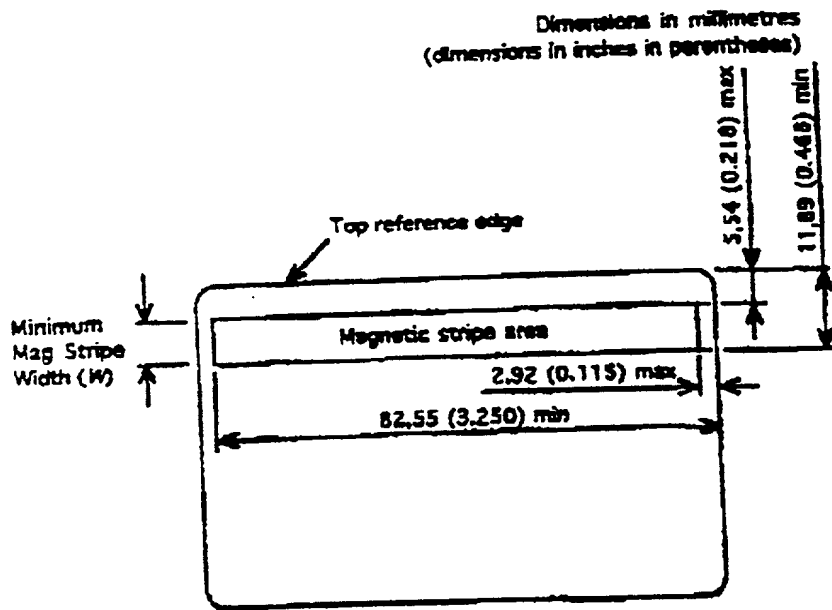 Dimensions in millimetres
(dimensions in inches in parentheses)
5,54 (0.218) max
11,89 (0.468) min
Top reference edge
Minimum
Mag Stripe
Width (W)
Magnetic stripe area
2.92 (0.115) max
82,55 (3.250) min